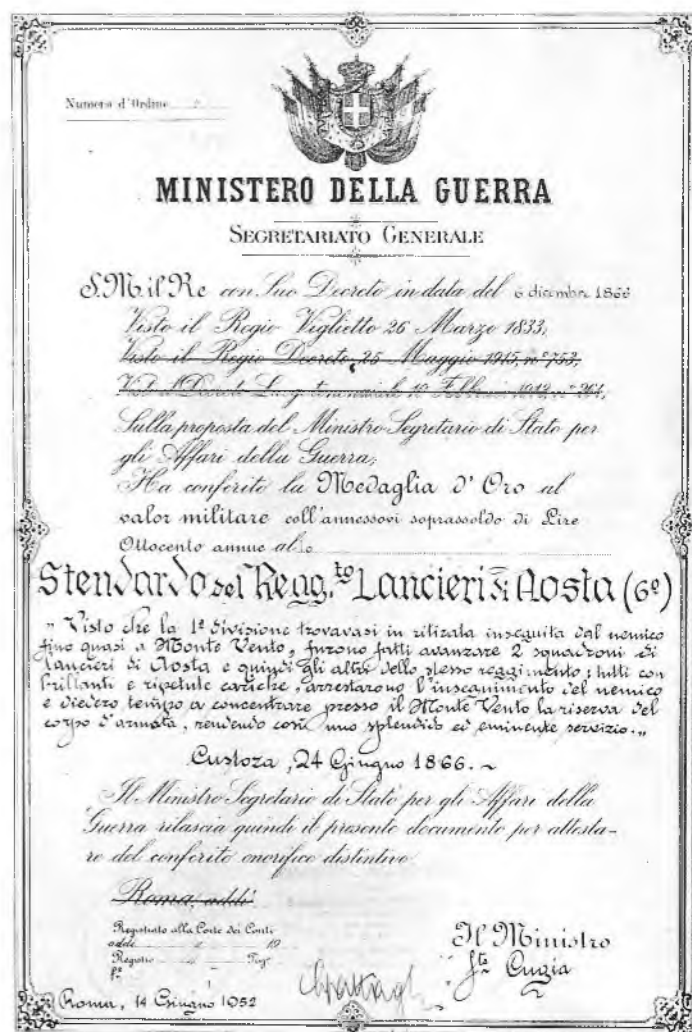 Numero d'Ordine
MINISTERO DELLA GUERRA
SEGRETARIATO GENERALE
S.M. il Re con Suo Decreto in data del 6 dicembre 1866
Visto il Regio Viglietto 26 Marzo 1833,
Visto il Regio Decreto, 25 Maggio 1915, n° 753,
Luogotenenziale
Sulla proposta del Ministro Segretario di Stato per
gli Affari della Guerra,
Ha conferito la Medaglia d'Oro al
valor militare coll'annessovi soprassoldo di Lire
Ottocento annue allo
Stendardo del Regg.to Lancieri di Aosta (6º)
„ Visto che la 1ª divisione trovavasi in ritirata inseguita dal nemico
fino quasi a Monte Vento, furono fatti avanzare 2 squadroni di
lancieri di Aosta e quindi gli altri dello stesso reggimento; tutti con
brillanti e ripetute cariche, arrestarono l'inseguimento del nemico
e diedero tempo a concentrare presso il Monte Vento la riserva del
corpo d'armata, rendendo così uno splendido ed eminente servizio. „
Custoza, 24 Giugno 1866. ~
Il Ministro Segretario di Stato per gli Affari della
Guerra rilascia quindi il presente documento per attesta-
re del conferito onorifico distintivo
Roma, addì
Registrato alla Corte dei Conti
addì 19
Registro Fog.
Il Ministro
f.to Cugia
Roma, 14 Giugno 1952